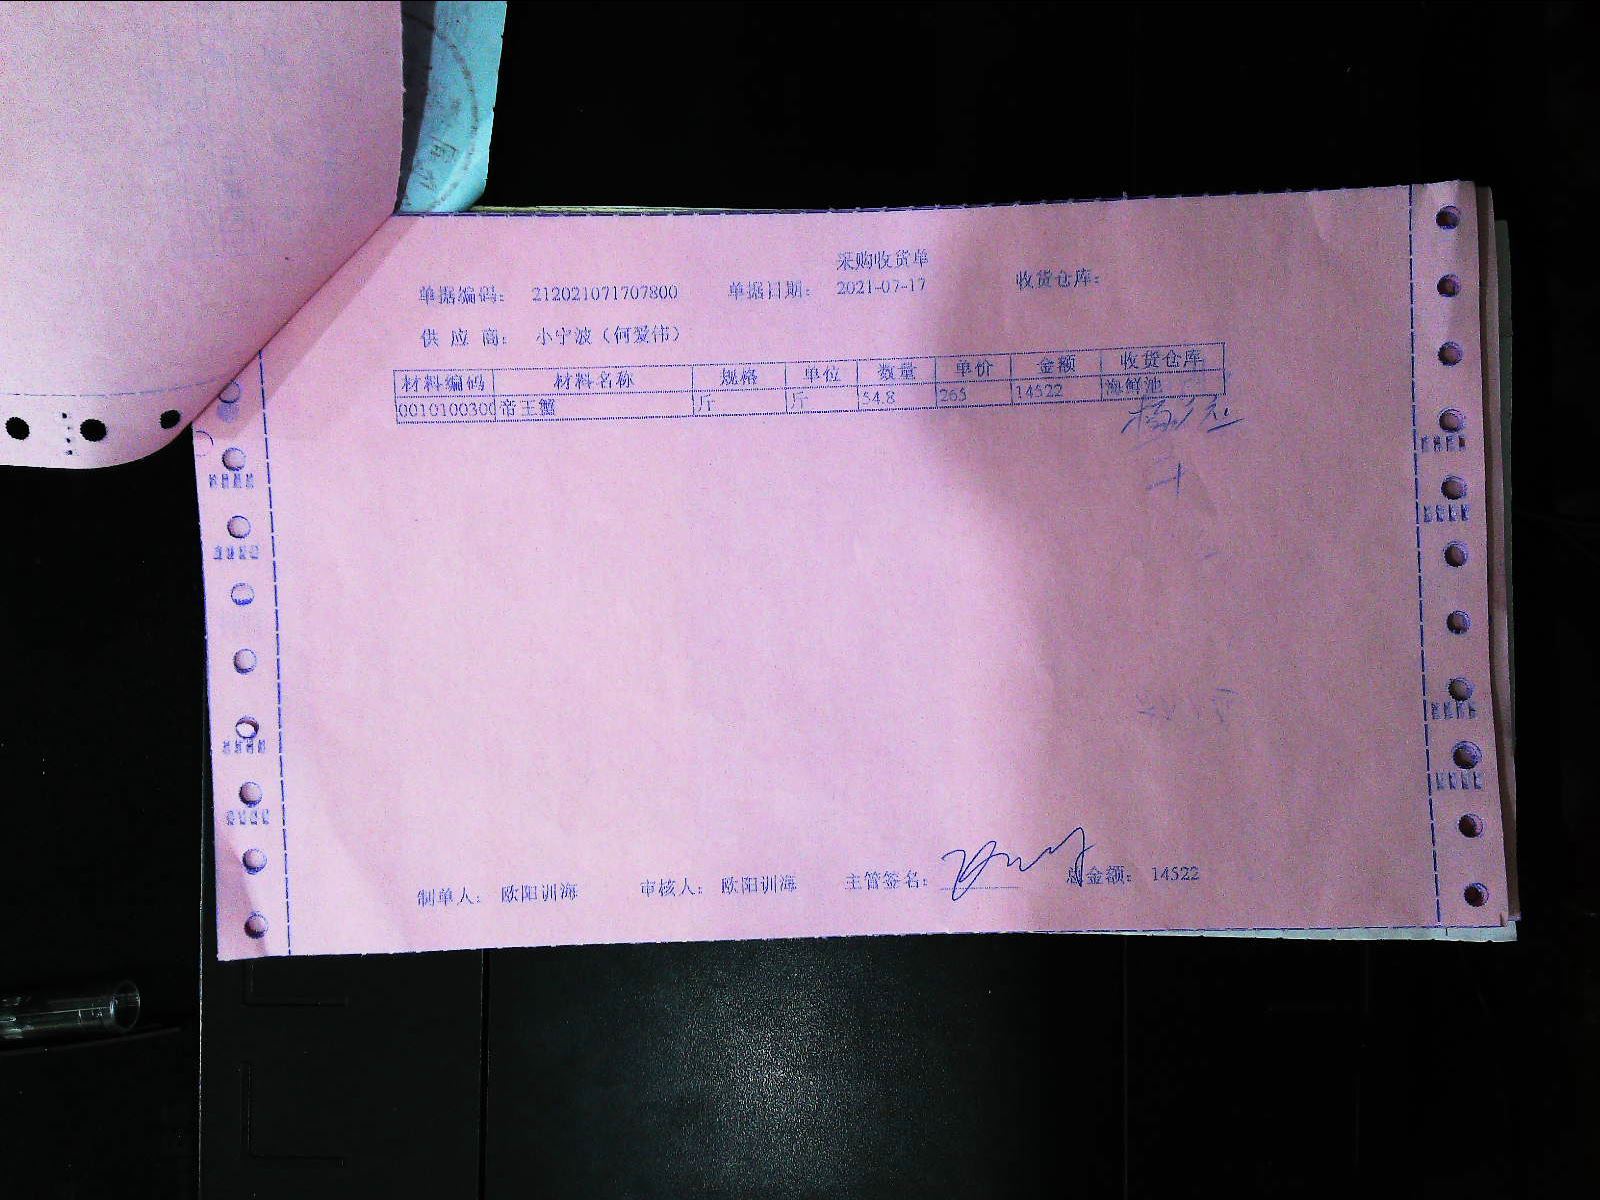 采购收货单
单据编码： 212021071707800 单据日期： 2021-07-17 收货仓库：
供 应 商： 小宁波（何爱伟）
材料编码 材料名称 规格 单位 数量 单价 金额 收货仓库
0010100300 帝王蟹 斤 斤 54.8 265 14522 海鲜池
制单人： 欧阳训海 审核人： 欧阳训海 主管签名： 总金额： 14522